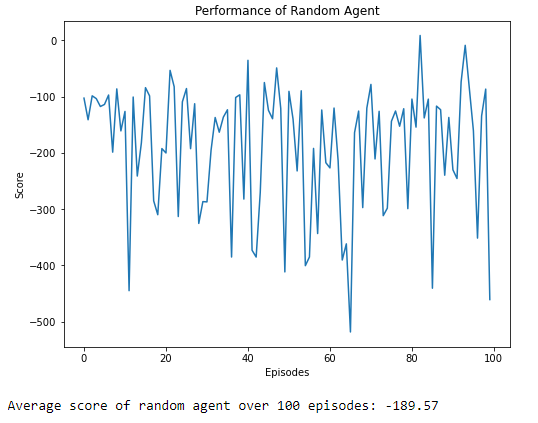 Performance of Random Agent
0
−100
−200
−300
−400
−500
Score
0 20 40 60 80 100
Episodes
Average score of random agent over 100 episodes: -189.57